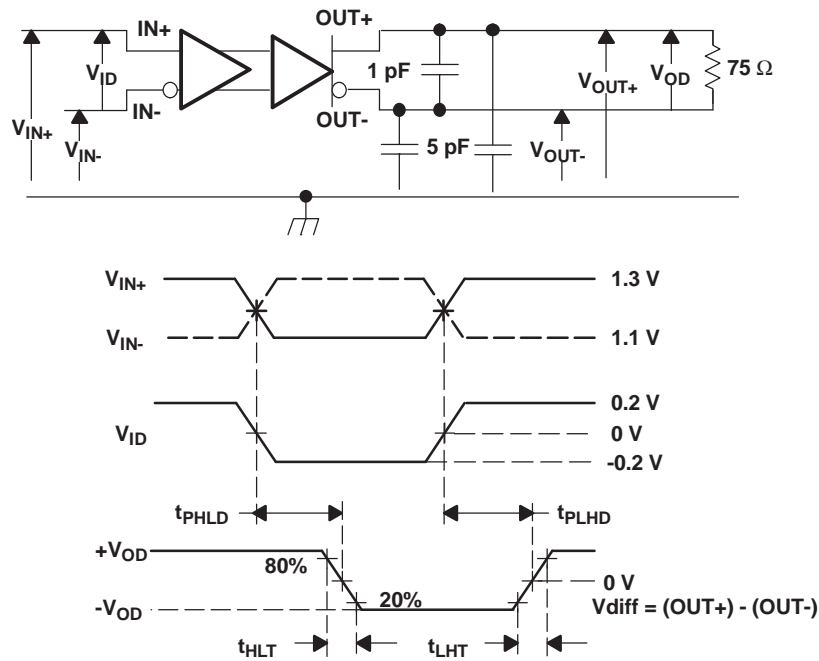 IN+
OUT+
V_ID
1 pF
V_OUT+
V_OD
75 Ω
IN-
OUT-
V_IN+
V_IN-
5 pF
V_OUT-
V_IN+
1.3 V
V_IN-
1.1 V
0.2 V
V_ID
0 V
-0.2 V
t_PHLD
t_PLHD
+V_OD
80%
0 V
-V_OD
20%
Vdiff = (OUT+) - (OUT-)
t_HLT
t_LHT